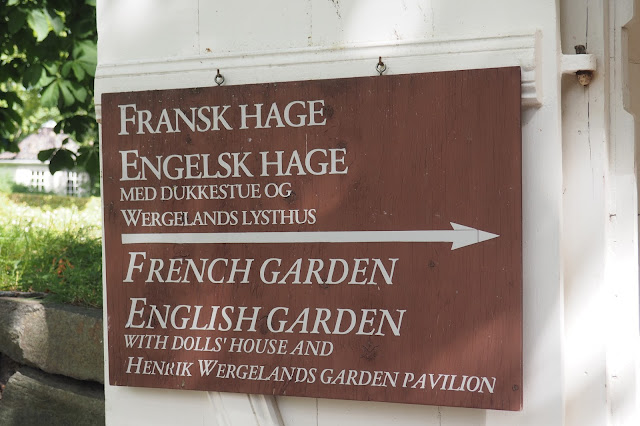 FRANSK HAGE
ENGELSK HAGE
MED DUKKESTUE OG
WERGELANDS LYSTHUS
FRENCH GARDEN
ENGLISH GARDEN
WITH DOLLS' HOUSE AND
HENRIK WERGELANDS GARDEN PAVILION